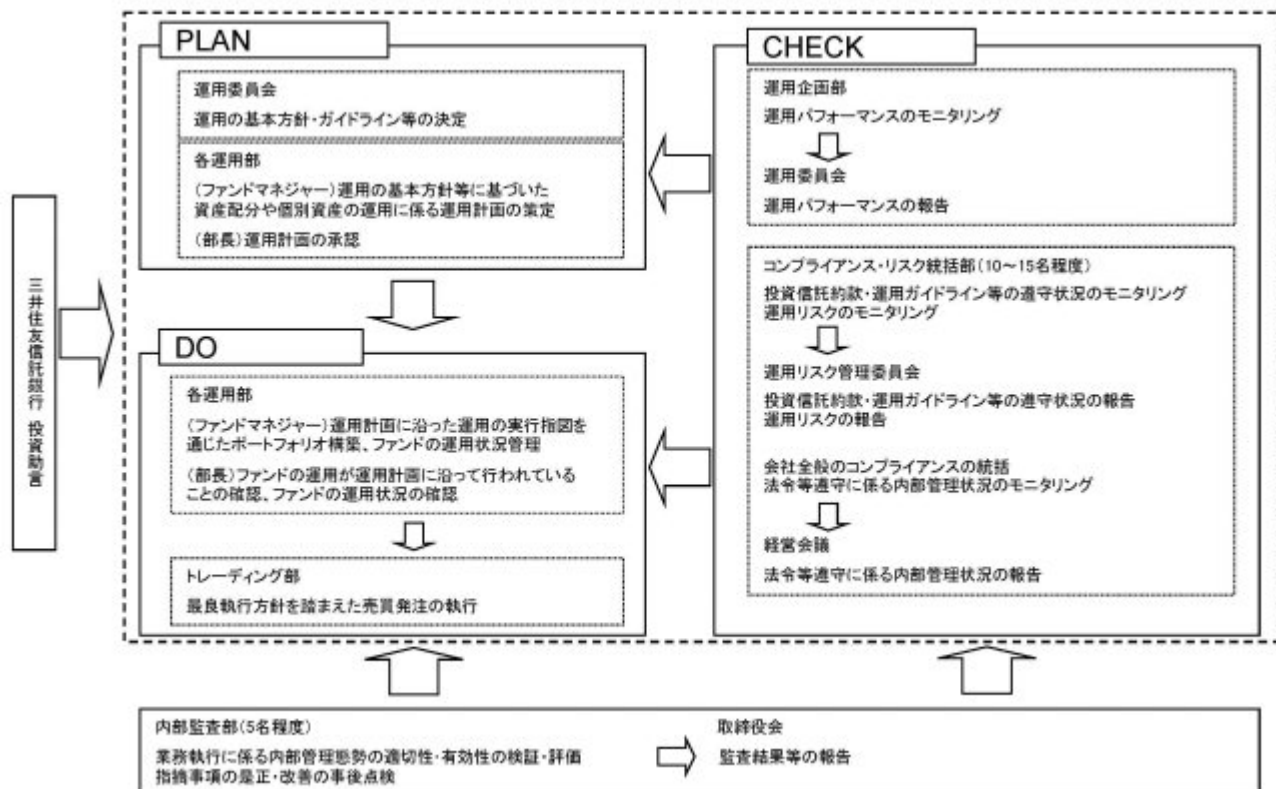 三井住友信託銀行 投資助言
PLAN
運用委員会
運用の基本方針・ガイドライン等の決定
各運用部
(ファンドマネジャー)運用の基本方針等に基づいた
資産配分や個別資産の運用に係る運用計画の策定
(部長)運用計画の承認
DO
各運用部
(ファンドマネジャー)運用計画に沿った運用の実行指図を
通じたポートフォリオ構築、ファンドの運用状況管理
(部長)ファンドの運用が運用計画に沿って行われている
ことの確認、ファンドの運用状況の確認
トレーディング部
最良執行方針を踏まえた売買発注の執行
CHECK
運用企画部
運用パフォーマンスのモニタリング
運用委員会
運用パフォーマンスの報告
コンプライアンス・リスク統括部(10~15名程度)
投資信託約款・運用ガイドライン等の遵守状況のモニタリング
運用リスクのモニタリング
運用リスク管理委員会
投資信託約款・運用ガイドライン等の遵守状況の報告
運用リスクの報告
会社全般のコンプライアンスの統括
法令等遵守に係る内部管理状況のモニタリング
経営会議
法令等遵守に係る内部管理状況の報告
内部監査部(5名程度)
業務執行に係る内部管理態勢の適切性・有効性の検証・評価
指摘事項の是正・改善の事後点検
取締役会
監査結果等の報告